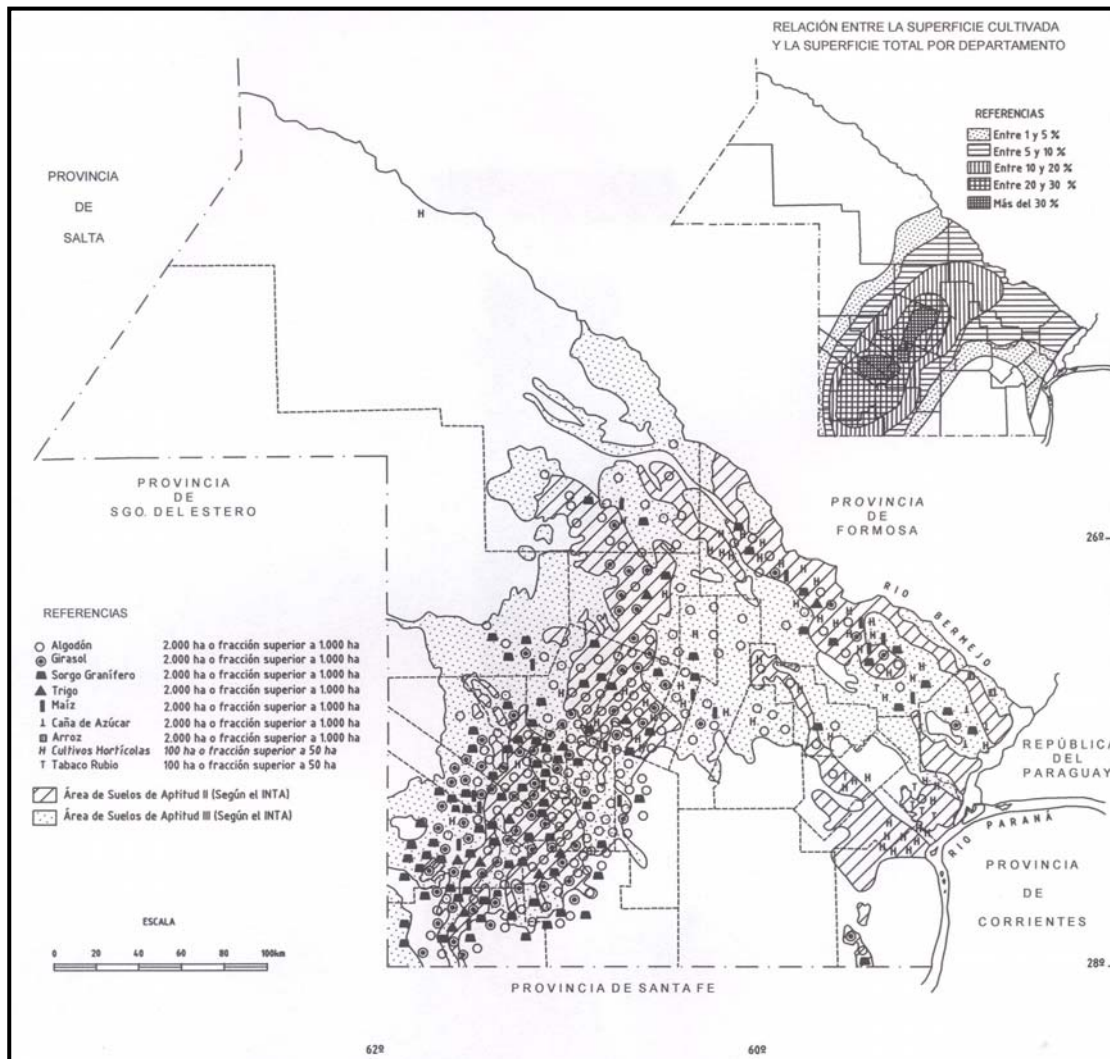 RELACIÓN ENTRE LA SUPERFICIE CULTIVADA
Y LA SUPERFICIE TOTAL POR DEPARTAMENTO
REFERENCIAS
Entre 1 y 5 %
Entre 5 y 10 %
Entre 10 y 20 %
Entre 20 y 30 %
Más del 30 %
PROVINCIA
DE
SALTA
PROVINCIA
DE
SGO. DEL ESTERO
PROVINCIA
DE
FORMOSA
26º
RIO BERMEJO
REFERENCIAS
Algodón 2.000 ha o fracción superior a 1.000 ha
Girasol 2.000 ha o fracción superior a 1.000 ha
Sorgo Granífero 2.000 ha o fracción superior a 1.000 ha
Trigo 2.000 ha o fracción superior a 1.000 ha
Maíz 2.000 ha o fracción superior a 1.000 ha
Caña de Azúcar 2.000 ha o fracción superior a 1.000 ha
Arroz 2.000 ha o fracción superior a 1.000 ha
H Cultivos Hortícolas 100 ha o fracción superior a 50 ha
T Tabaco Rubio 100 ha o fracción superior a 50 ha
Área de Suelos de Aptitud II (Según el INTA)
Área de Suelos de Aptitud III (Según el INTA)
REPÚBLICA
DEL
PARAGUAY
RIO PARANÁ
PROVINCIA
DE
CORRIENTES
ESCALA
0 20 40 60 80 100km
28º
PROVINCIA DE SANTA FE
62º
60º